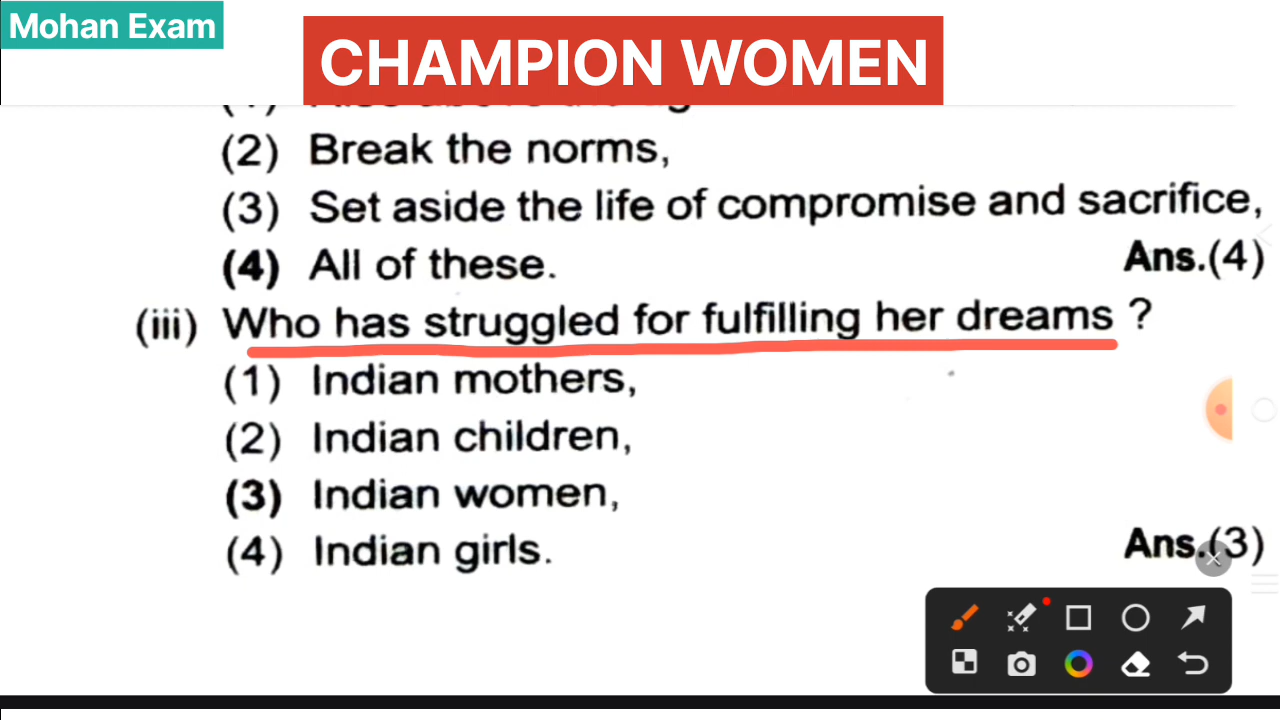 Mohan Exam
CHAMPION WOMEN
(2) Break the norms,
(3) Set aside the life of compromise and sacrifice,
(4) All of these. Ans.(4)
(iii) Who has struggled for fulfilling her dreams ?
(1) Indian mothers,
(2) Indian children,
(3) Indian women,
(4) Indian girls. Ans.(3)